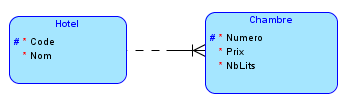 Hotel
# * Code
* Nom
Chambre
# * Numero
* Prix
* NbLits